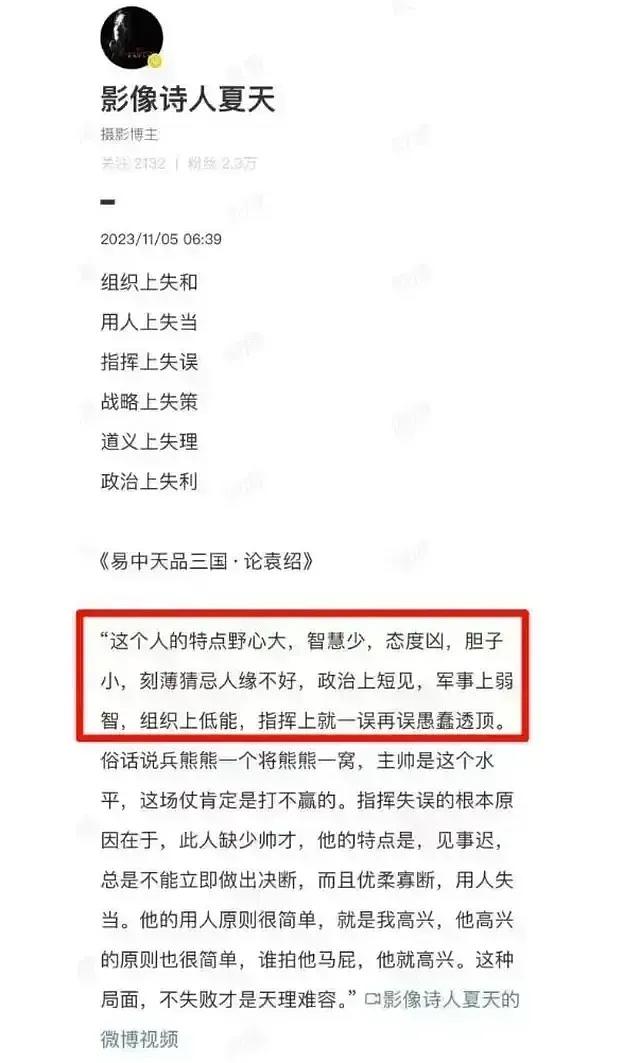 影像诗人夏天
摄影博主
关注 2132 | 粉丝 2.3万
2023/11/05 06:39
组织上失和
用人上失当
指挥上失误
战略上失策
道义上失理
政治上失利
《易中天品三国·论袁绍》
“这个人的特点野心大，智慧少，态度凶，胆子
小，刻薄猜忌人缘不好，政治上短见，军事上弱
智，组织上低能，指挥上就一误再误愚蠢透顶。
俗话说兵熊熊一个将熊熊一窝，主帅是这个水
平，这场仗肯定是打不赢的。指挥失误的根本原
因在于，此人缺少帅才，他的特点是，见事迟，
总是不能立即做出决断，而且优柔寡断，用人失
当。他的用人原则很简单，就是我高兴，他高兴
的原则也很简单，谁拍他马屁，他就高兴。这种
局面，不失败才是天理难容。” 影像诗人夏天的
微博视频